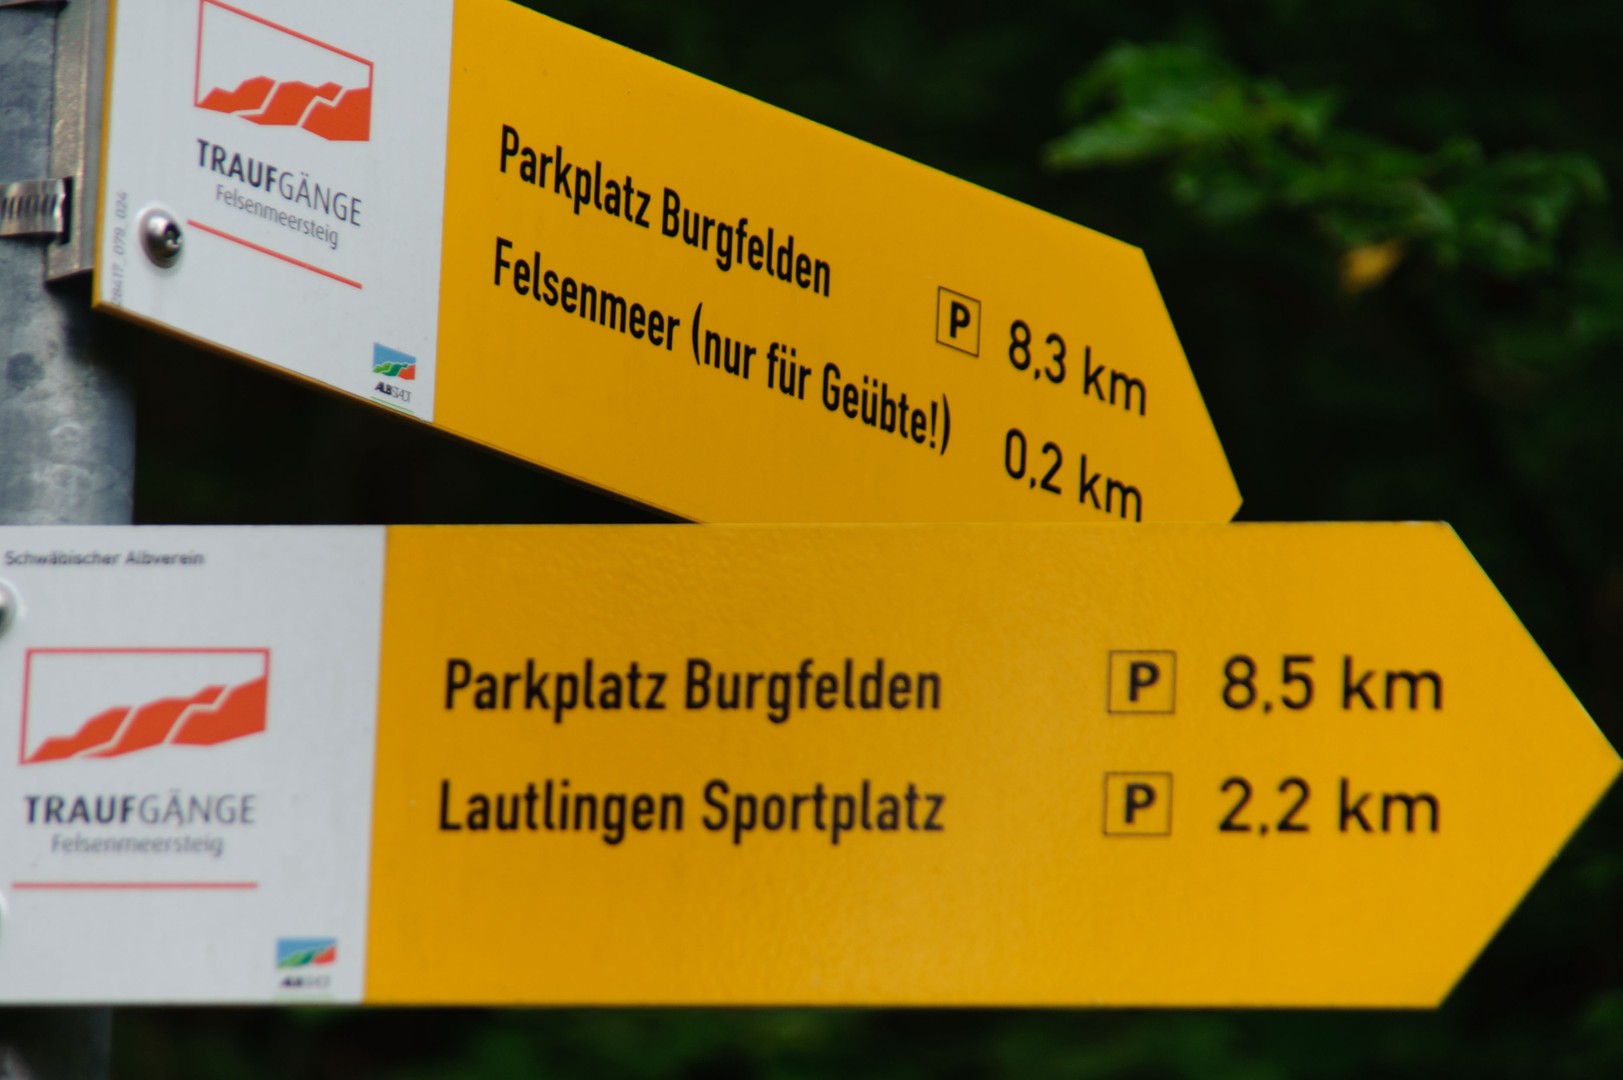 TRAUFGÄNGE
Felsenmeersteig
Parkplatz Burgfelden P 8,3 km
Felsenmeer (nur für Geübte!) 0,2 km
ALBSTADT
Schwäbischer Albverein
TRAUFGÄNGE
Felsenmeersteig
Parkplatz Burgfelden P 8,5 km
Lautlingen Sportplatz P 2,2 km